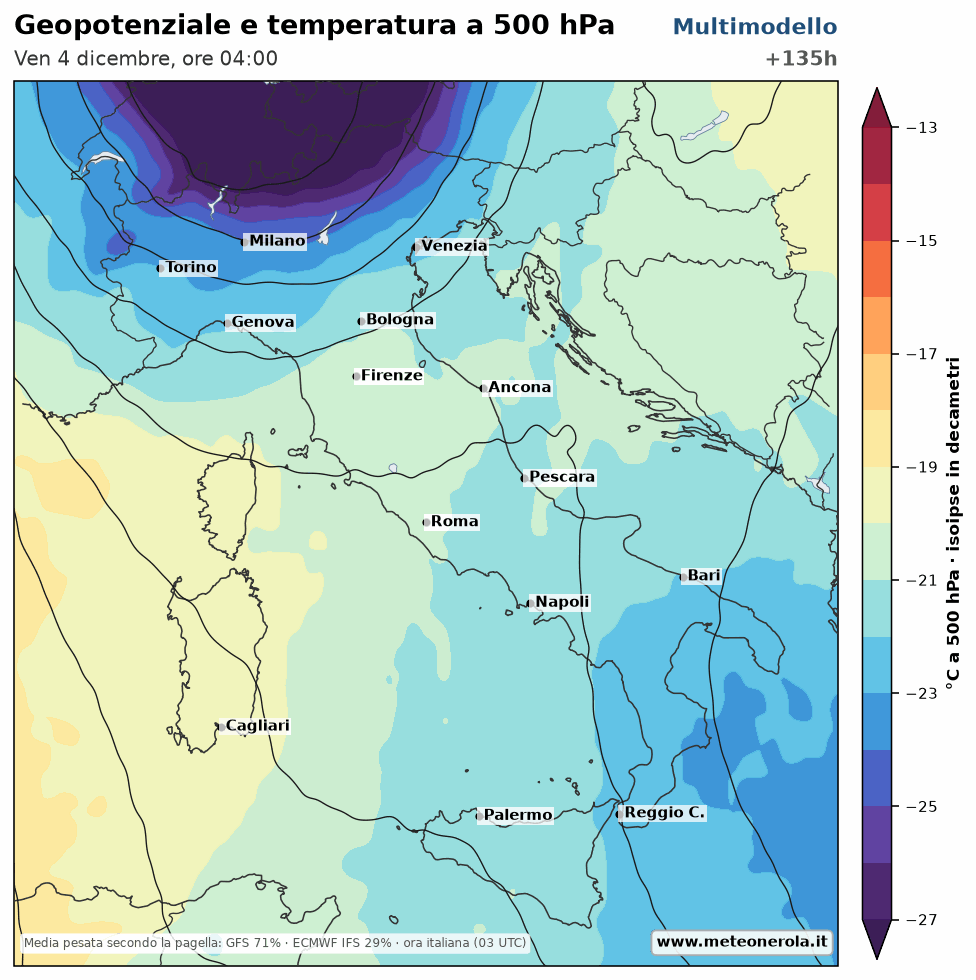 Geopotenziale e temperatura a 500 hPa
Multimodello
Ven 4 dicembre, ore 04:00
+135h
Milano
Venezia
Torino
Genova
Bologna
Firenze
Ancona
Pescara
Roma
Bari
Napoli
Cagliari
Palermo
Reggio C.
−13
−15
−17
−19
−21
−23
−25
−27
°C a 500 hPa · isoipse in decametri
Media pesata secondo la pagella: GFS 71% · ECMWF IFS 29% · ora italiana (03 UTC)
www.meteonerola.it